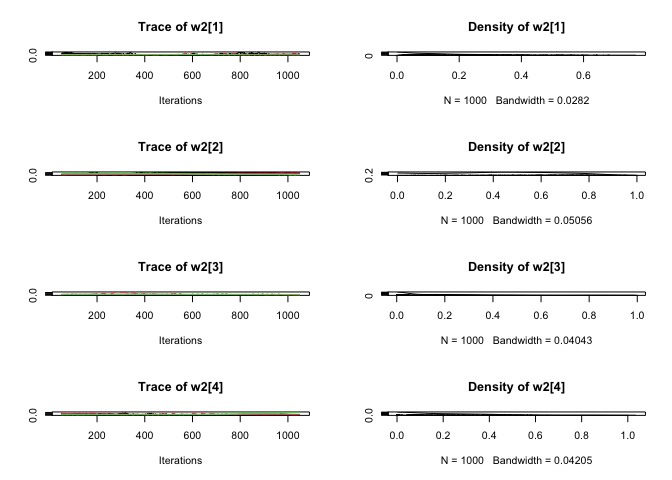 Trace of w2[1]
0.0
200 400 600 800 1000
Iterations
Density of w2[1]
0
0.0 0.2 0.4 0.6
N = 1000 Bandwidth = 0.0282
Trace of w2[2]
0.0
200 400 600 800 1000
Iterations
Density of w2[2]
0.2
0.0 0.2 0.4 0.6 0.8 1.0
N = 1000 Bandwidth = 0.05056
Trace of w2[3]
0.0
200 400 600 800 1000
Iterations
Density of w2[3]
0
0.0 0.2 0.4 0.6 0.8 1.0
N = 1000 Bandwidth = 0.04043
Trace of w2[4]
0.0
200 400 600 800 1000
Iterations
Density of w2[4]
0.0
0.0 0.2 0.4 0.6 0.8 1.0
N = 1000 Bandwidth = 0.04205